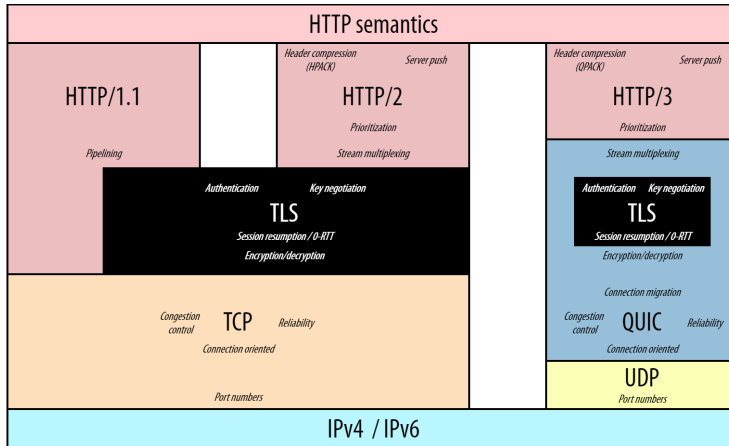 HTTP semantics
Header compression
(HPACK)
Server push
Header compression
(QPACK)
Server push
HTTP/1.1
HTTP/2
HTTP/3
Prioritization
Prioritization
Pipelining
Stream multiplexing
Stream multiplexing
Authentication
Key negotiation
TLS
Session resumption / 0-RTT
Encryption/decryption
Authentication
Key negotiation
TLS
Session resumption / 0-RTT
Encryption/decryption
Connection migration
Congestion
control
TCP
Reliability
Connection oriented
Port numbers
Congestion
control
QUIC
Reliability
Connection oriented
UDP
Port numbers
IPv4 / IPv6